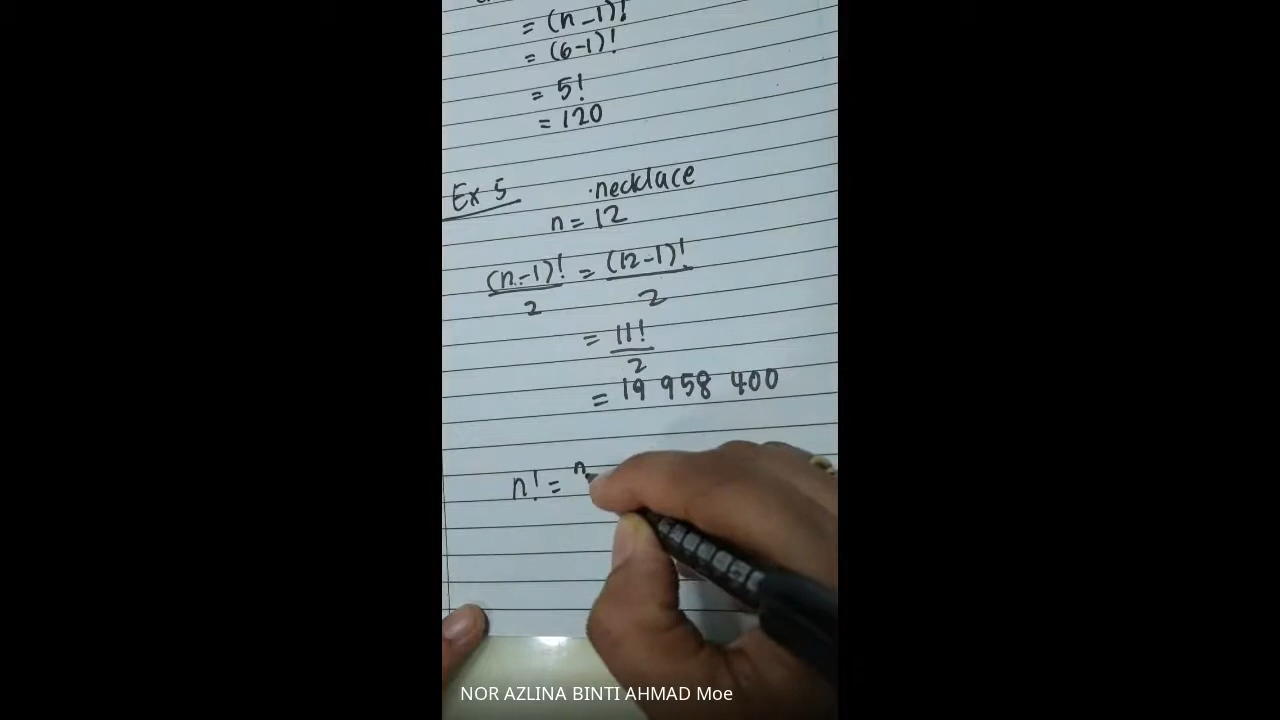 = (n-1)!
= (6-1)!
= 5!
= 120
Ex 5 necklace
n = 12
(n-1)!/2 = (12-1)!/2
= 11!/2
= 19 958 400
n! = n
NOR AZLINA BINTI AHMAD Moe